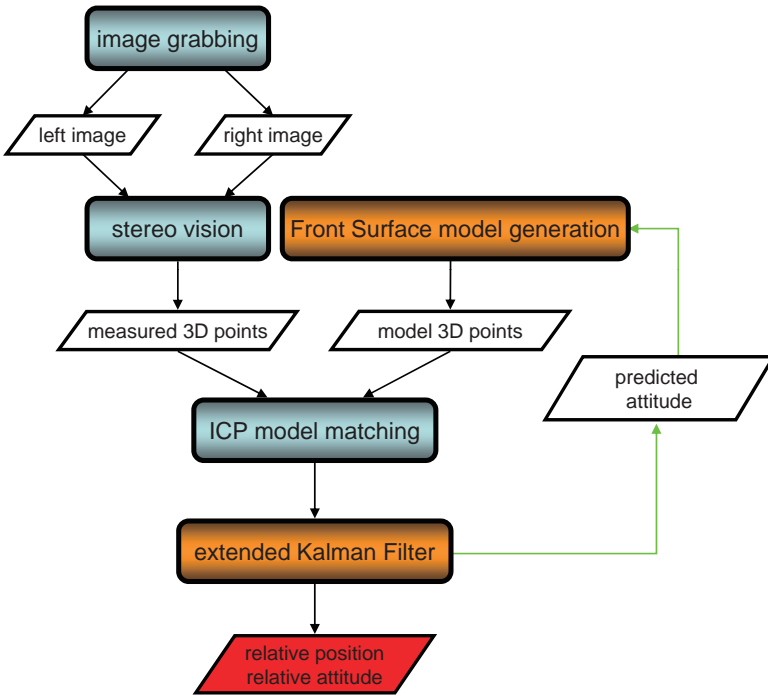 image grabbing
left image
right image
stereo vision
Front Surface model generation
measured 3D points
model 3D points
predicted
attitude
ICP model matching
extended Kalman Filter
relative position
relative attitude